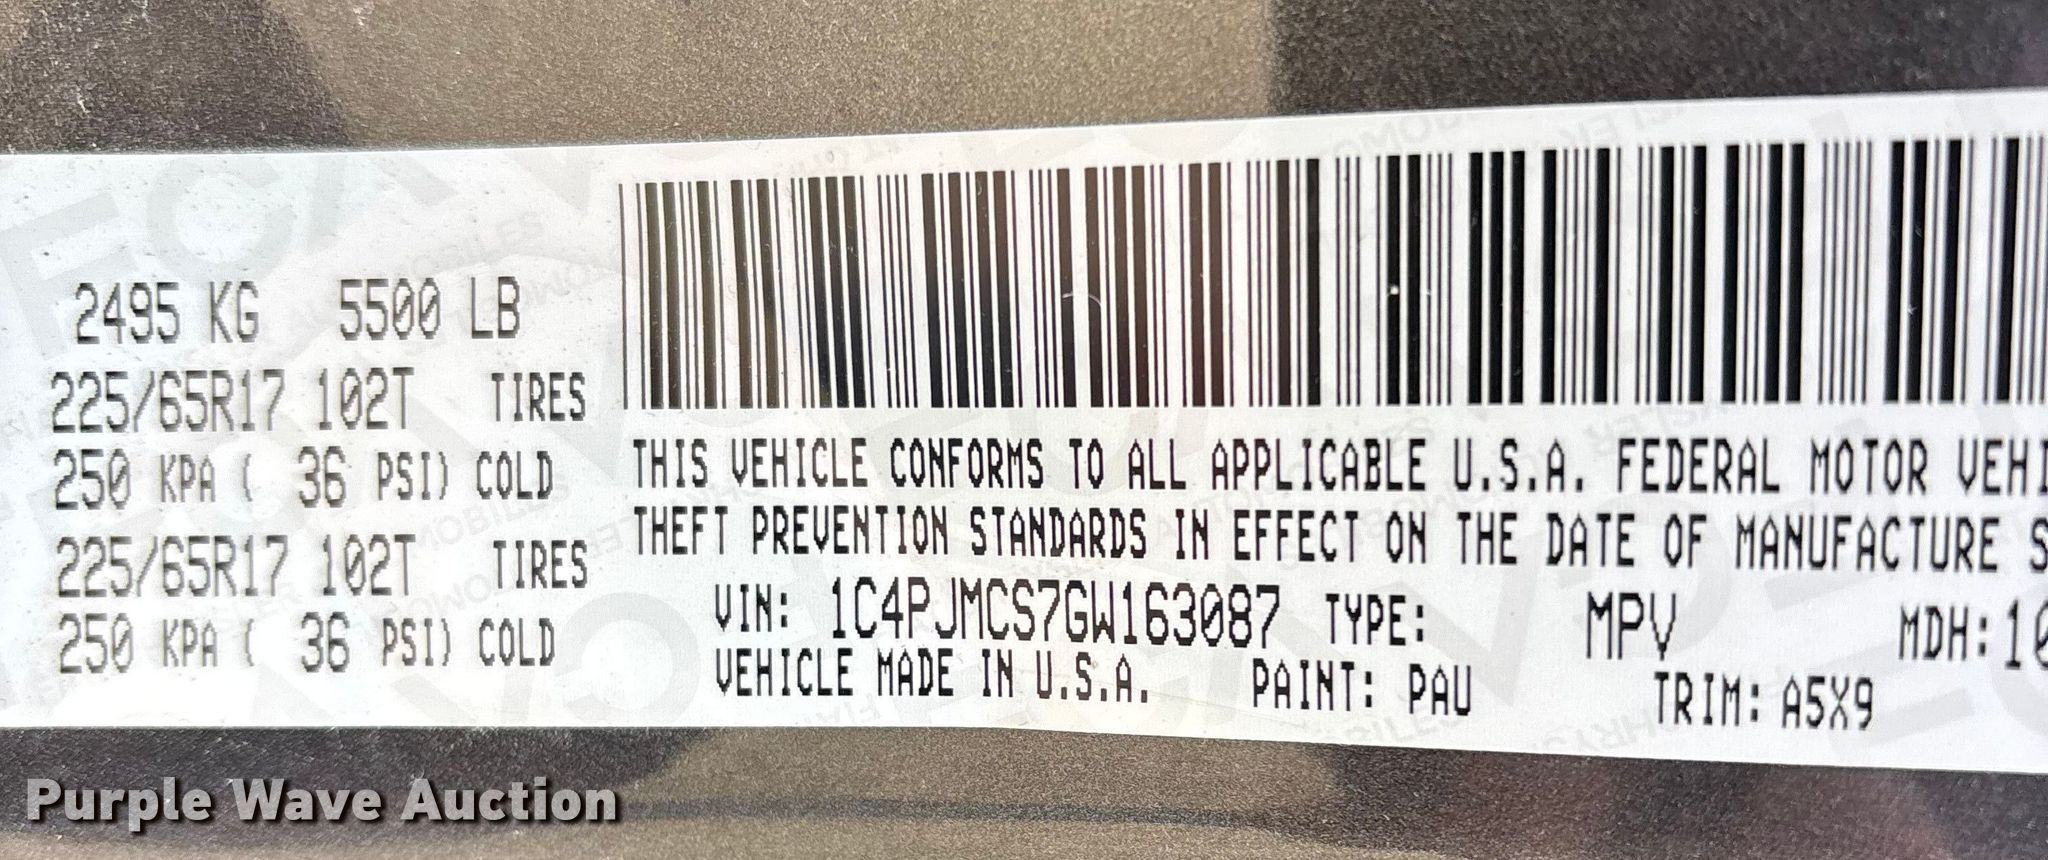 2495 KG 5500 LB
225/65R17 102T TIRES
250 KPA ( 36 PSI) COLD
225/65R17 102T TIRES
250 KPA ( 36 PSI) COLD
THIS VEHICLE CONFORMS TO ALL APPLICABLE U.S.A. FEDERAL MOTOR VEHI
THEFT PREVENTION STANDARDS IN EFFECT ON THE DATE OF MANUFACTURE S
VIN: 1C4PJMCS7GW163087 TYPE: MPV MDH: 10
VEHICLE MADE IN U.S.A. PAINT: PAU TRIM: A5X9
Purple Wave Auction